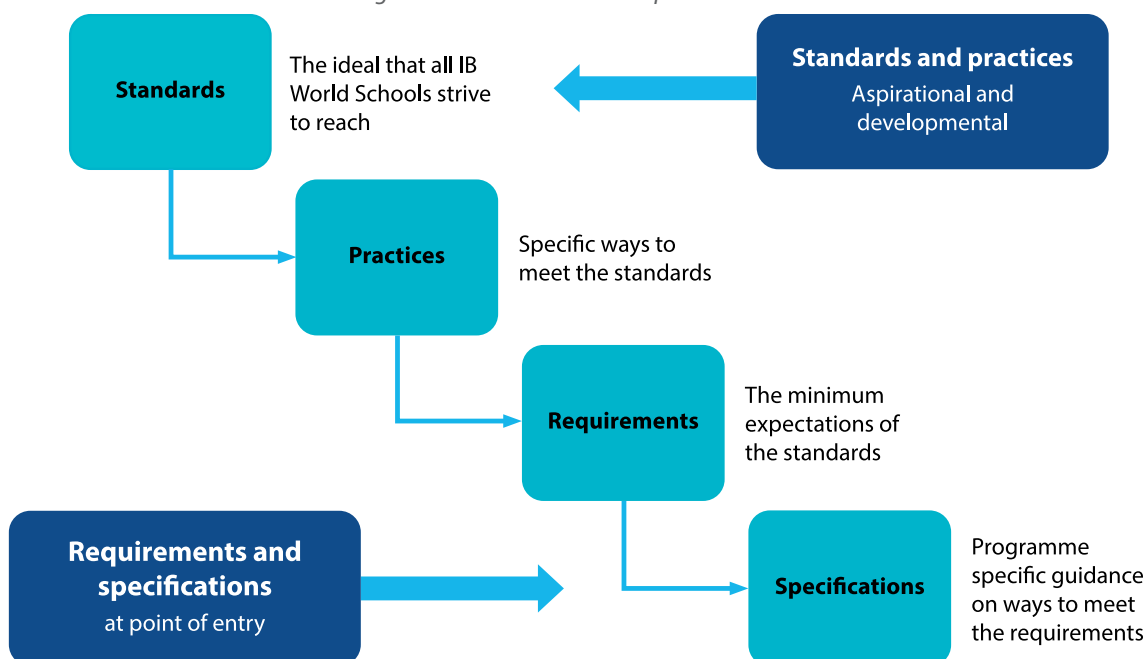 Standards
The ideal that all IB
World Schools strive
to reach
Standards and practices
Aspirational and
developmental
Practices
Specific ways to
meet the standards
Requirements
The minimum
expectations of
the standards
Requirements and
specifications
at point of entry
Specifications
Programme
specific guidance
on ways to meet
the requirements